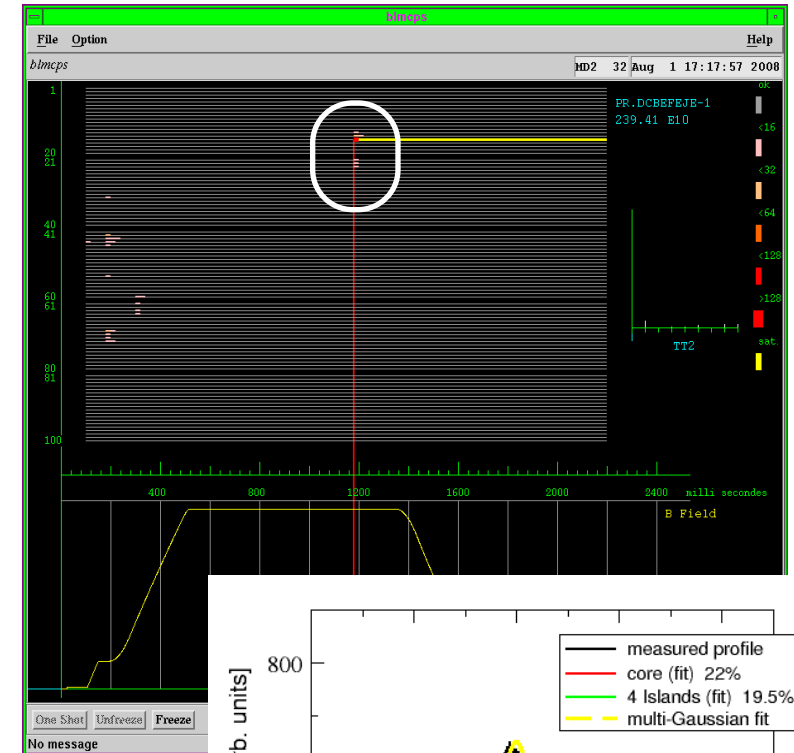 blmcps
File Option Help
blmcps
MD2 32 Aug 1 17:17:57 2008
1
20
21
40
41
60
61
80
81
100
PR.DCBEFEJE-1
239.41 E10
ok
<16
<32
<64
<128
>128
sat.
TT2
400 800 1200 1600 2000 2400 milli secondes
B Field
One Shot Unfreeze Freeze
No message
800
b. units]
measured profile
core (fit) 22%
4 Islands (fit) 19.5%
multi-Gaussian fit